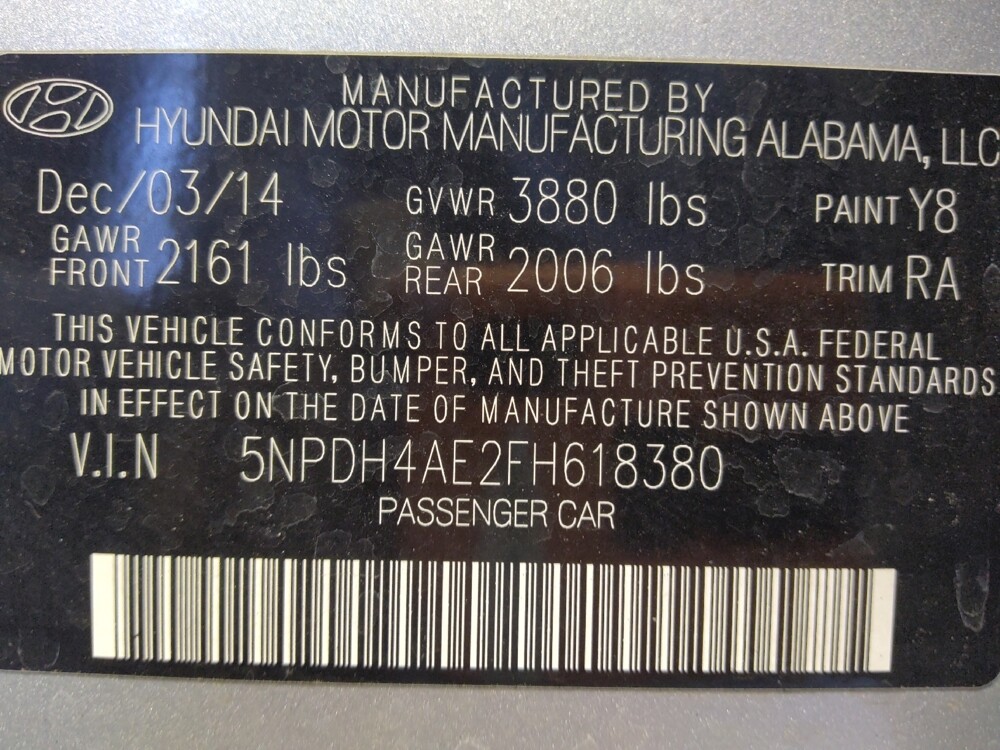 MANUFACTURED BY
HYUNDAI MOTOR MANUFACTURING ALABAMA, LLC
Dec/03/14 GVWR 3880 lbs PAINT Y8
GAWR FRONT 2161 lbs GAWR REAR 2006 lbs TRIM RA
THIS VEHICLE CONFORMS TO ALL APPLICABLE U.S.A. FEDERAL
MOTOR VEHICLE SAFETY, BUMPER, AND THEFT PREVENTION STANDARDS
IN EFFECT ON THE DATE OF MANUFACTURE SHOWN ABOVE
V.I.N 5NPDH4AE2FH618380
PASSENGER CAR